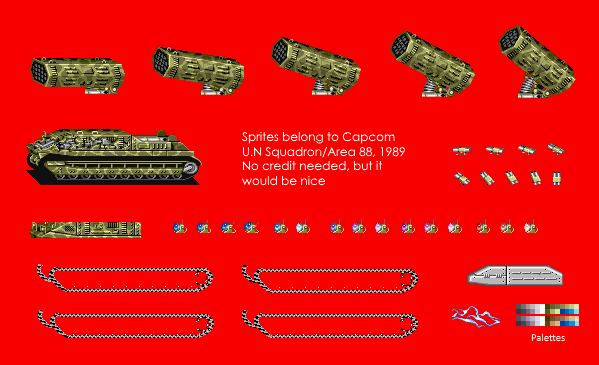 Sprites belong to Capcom
U.N Squadron/Area 88, 1989
No credit needed, but it
would be nice
Palettes